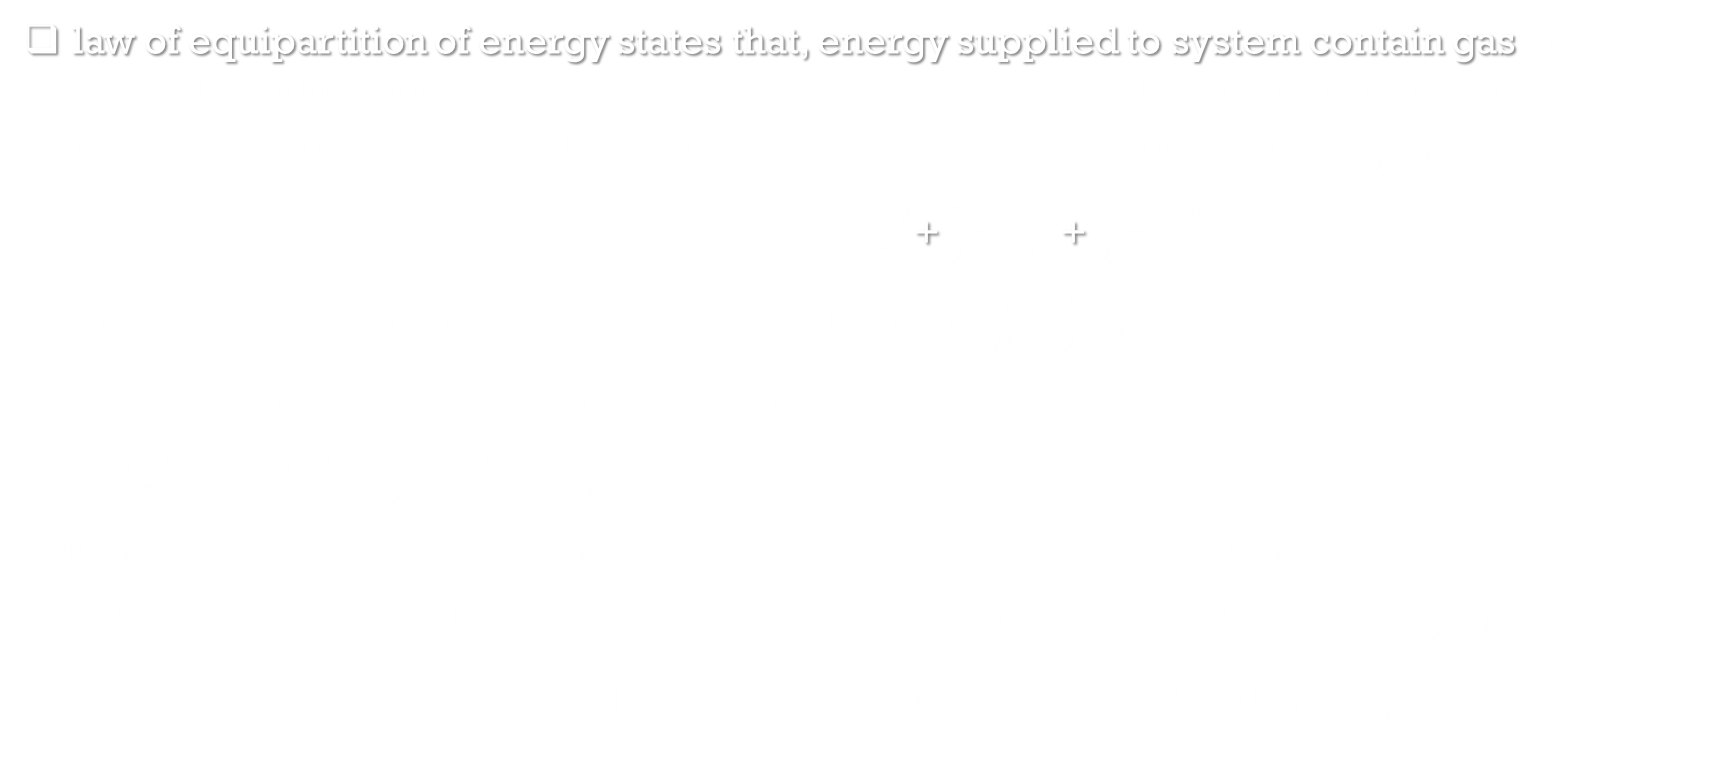 ❑ law of equipartition of energy states that, energy supplied to system contain gas
+ +